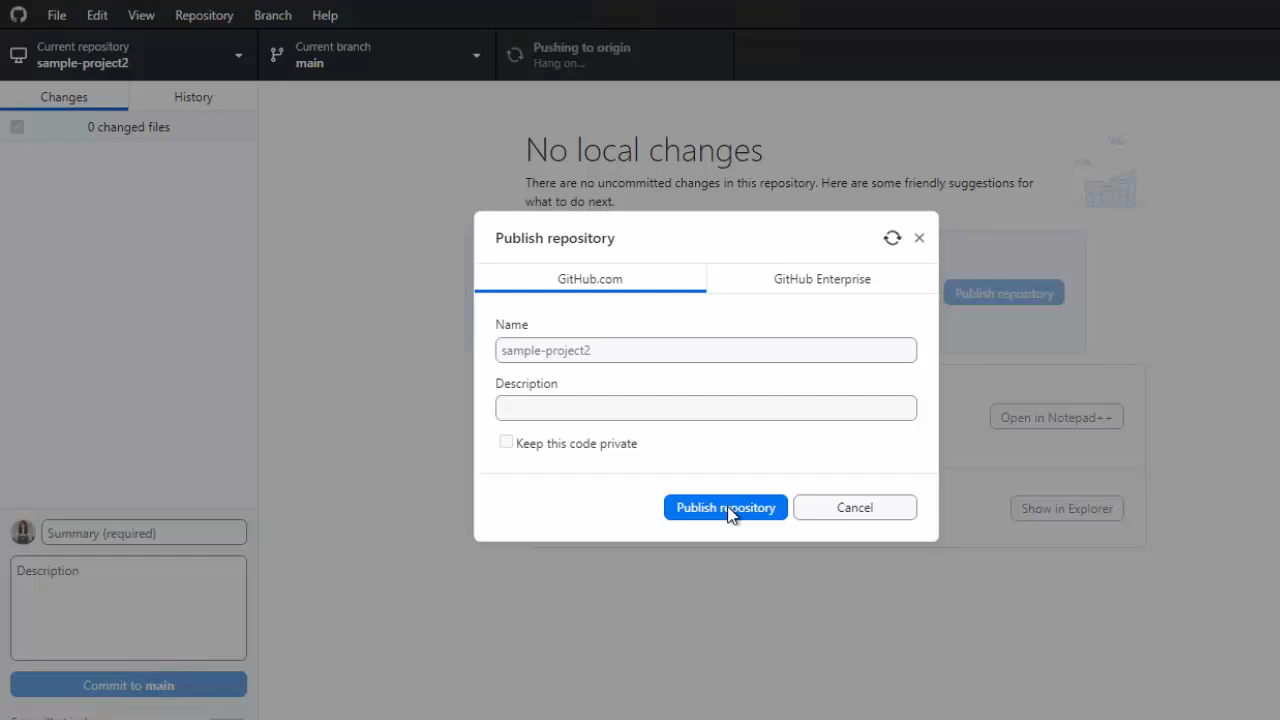 File Edit View Repository Branch Help
Current repository
sample-project2
Current branch
main
Pushing to origin
Hang on...
Changes History
0 changed files
No local changes
There are no uncommitted changes in this repository. Here are some friendly suggestions for
what to do next.
Publish repository
GitHub.com GitHub Enterprise
Publish repository
Name
sample-project2
Description
Open in Notepad++
Keep this code private
Publish repository Cancel
Show in Explorer
Summary (required)
Description
Commit to main